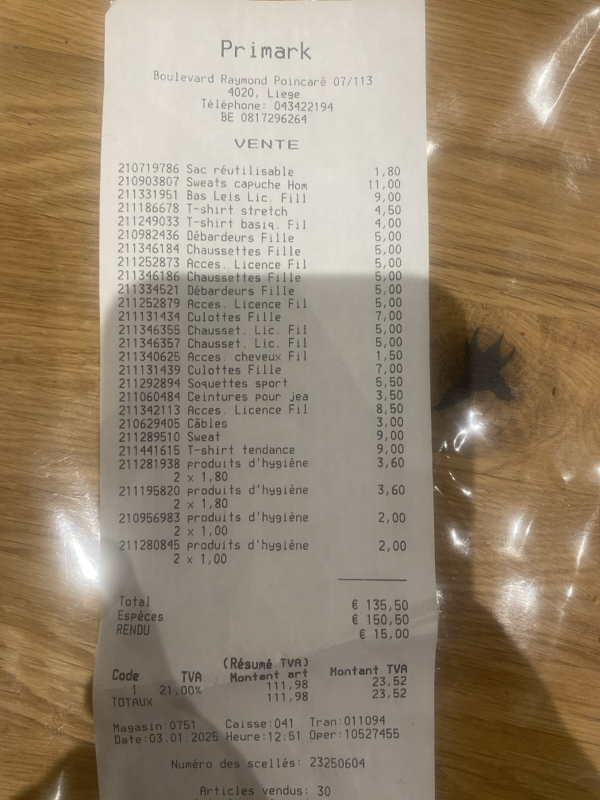 Primark
Boulevard Raymond Poincaré 07/113
4020, Liege
Téléphone: 043422194
BE 0817296264
VENTE
210719786 Sac réutilisable 1,80
210903807 Sweats capuche Hom 11,00
211331951 Bas Leis Lic. Fill 9,00
211186678 T-shirt stretch 4,50
211249033 T-shirt basiq. Fil 4,00
210982436 Débardeurs Fille 5,00
211346184 Chaussettes Fille 5,00
211252873 Acces. Licence Fil 5,00
211346186 Chaussettes Fille 5,00
211334521 Débardeurs Fille 5,00
211252879 Acces. Licence Fil 5,00
211131434 Culottes Fille 7,00
211346355 Chausset. Lic. Fil 5,00
211346357 Chausset. Lic. Fil 5,00
211340625 Acces. cheveux Fil 1,50
211131439 Culottes Fille 7,00
211292894 Soquettes sport 5,50
211060484 Ceintures pour jea 3,50
211342113 Acces. Licence Fil 8,50
210629405 Câbles 3,00
211289510 Sweat 9,00
211441615 T-shirt tendance 9,00
211281938 produits d'hygiène 3,60
2 x 1,80
211195820 produits d'hygiène 3,60
2 x 1,80
210956983 produits d'hygiène 2,00
2 x 1,00
211280845 produits d'hygiène 2,00
2 x 1,00
Total € 135,50
Espèces € 150,50
RENDU € 15,00
(Résumé TVA)
Code TVA Montant art Montant TVA
1 21,00% 111,98 23,52
TOTAUX 111,98 23,52
Magasin:0751 Caisse:041 Tran:011094
Date:03.01.2025 Heure:12:51 Oper:10527455
Numéro des scellés: 23250604
Articles vendus: 30